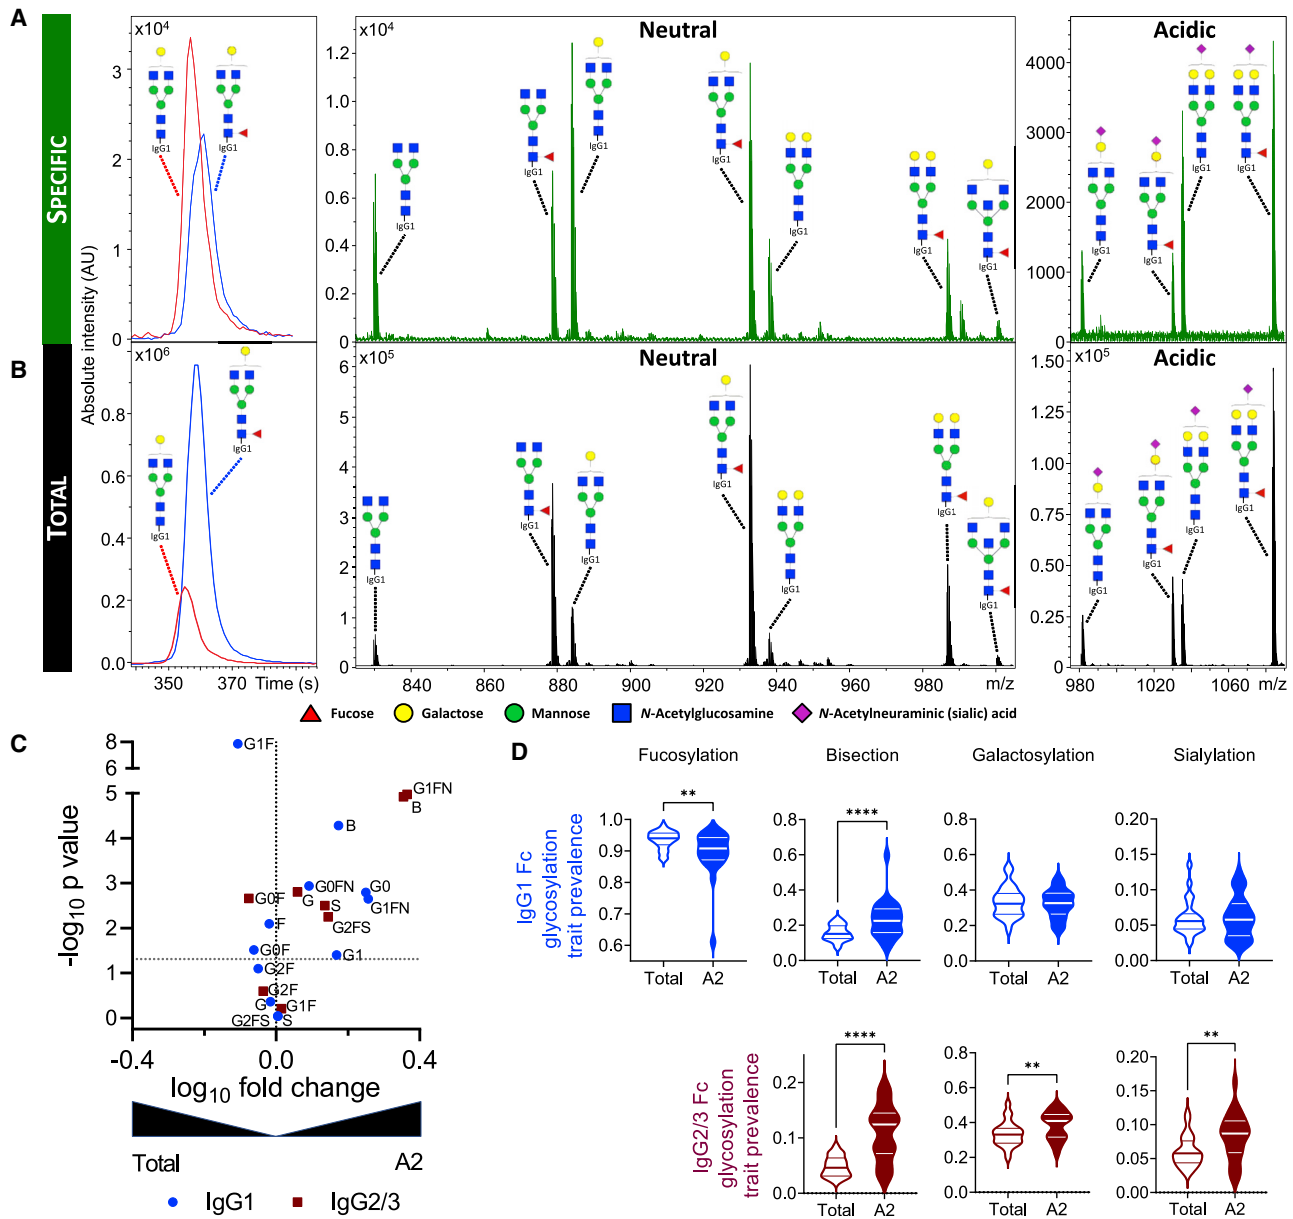 A
SPECIFIC
Absolute intensity (AU)
x10⁴
3
2
1
0
IgG1
IgG1
Neutral
x10⁴
1.2
1.0
0.8
0.6
0.4
0.2
0
IgG1
IgG1
IgG1
IgG1
IgG1
IgG1
IgG1
Acidic
4000
3000
2000
1000
0
IgG1
IgG1
IgG1
IgG1
B
TOTAL
x10⁶
0.8
0.6
0.4
0.2
0.0
IgG1
IgG1
350 370 Time (s)
Neutral
x10⁵
6
5
4
3
2
1
0
IgG1
IgG1
IgG1
IgG1
IgG1
IgG1
IgG1
840 860 880 900 920 940 960 980 m/z
Acidic
x10⁵
1.50
1.25
1.00
0.75
0.50
0.25
0
IgG1
IgG1
IgG1
IgG1
980 1020 1060 m/z
Fucose Galactose Mannose N-Acetylglucosamine N-Acetylneuraminic (sialic) acid
C
-log₁₀ p value
8
6
5
4
3
2
1
0
G1F
G1FN
B
B
G0FN
G0
G0F
G
S
G1FN
G2FS
F
G0F
G1
G2F
G2F
G
G1F
G2FS
S
-0.4 0.0 0.4
log₁₀ fold change
Total A2
IgG1 IgG2/3
D
Fucosylation Bisection Galactosylation Sialylation
IgG1 Fc
glycosylation
trait prevalence
**
1.0
0.9
0.8
0.7
0.6
Total A2
****
0.8
0.6
0.4
0.2
0.0
Total A2
0.8
0.6
0.4
0.2
0.0
Total A2
0.20
0.15
0.10
0.05
0.00
Total A2
IgG2/3 Fc
glycosylation
trait prevalence
****
0.2
0.1
0.0
Total A2
**
0.8
0.6
0.4
0.2
0.0
Total A2
**
0.20
0.15
0.10
0.05
0.00
Total A2